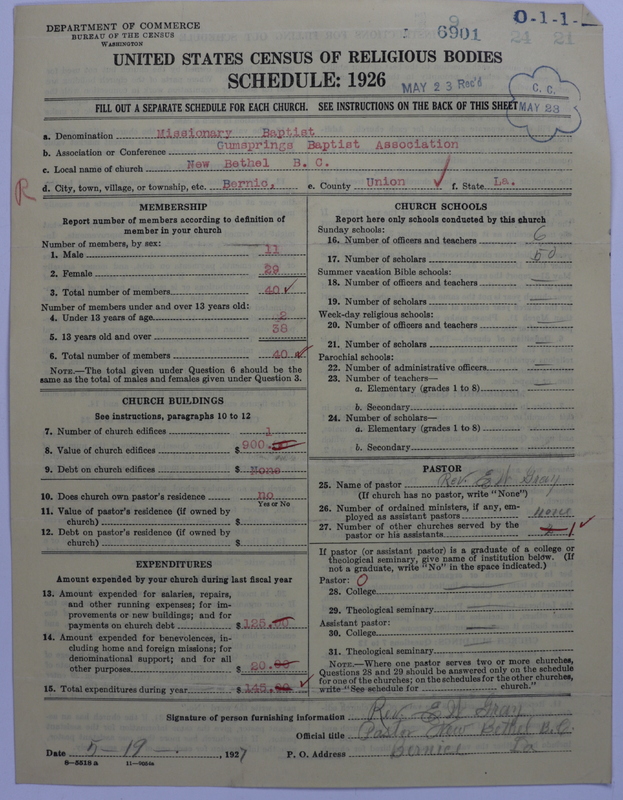 DEPARTMENT OF COMMERCE
BUREAU OF THE CENSUS
WASHINGTON
9
6901
24 21
0-1-1-
UNITED STATES CENSUS OF RELIGIOUS BODIES
SCHEDULE: 1926
MAY 23 Rec'd
C. C.
MAY 23
FILL OUT A SEPARATE SCHEDULE FOR EACH CHURCH. SEE INSTRUCTIONS ON THE BACK OF THIS SHEET
a. Denomination Missionary Baptist
b. Association or Conference Gumsprings Baptist Association
c. Local name of church New Bethel B. C.
R
d. City, town, village, or township, etc. Bernic, e. County Union f. State La.
MEMBERSHIP
Report number of members according to definition of
member in your church
Number of members, by sex:
1. Male 11
2. Female 29
3. Total number of members 40
Number of members under and over 13 years old:
4. Under 13 years of age 2
5. 13 years old and over 38
6. Total number of members 40
NOTE.—The total given under Question 6 should be
same as the total of males and females given under Question 3.
CHURCH BUILDINGS
See instructions, paragraphs 10 to 12
7. Number of church edifices 1
8. Value of church edifices $ 900.
9. Debt on church edifices $ None
10. Does church own pastor's residence no
Yes or No
11. Value of pastor's residence (if owned by
church) $
12. Debt on pastor's residence (if owned by
church) $
EXPENDITURES
Amount expended by your church during last fiscal year
13. Amount expended for salaries, repairs,
and other running expenses; for im-
provements or new buildings; and for
payments on church debt $ 125.00
14. Amount expended for benevolences, in-
cluding home and foreign missions; for
denominational support; and for all
other purposes $ 20.00
15. Total expenditures during year $ 145.00
CHURCH SCHOOLS
Report here only schools conducted by this church
Sunday schools:
16. Number of officers and teachers 6
17. Number of scholars 50
Summer vacation Bible schools:
18. Number of officers and teachers
19. Number of scholars
Week-day religious schools:
20. Number of officers and teachers
21. Number of scholars
Parochial schools:
22. Number of administrative officers
23. Number of teachers—
a. Elementary (grades 1 to 8)
b. Secondary
24. Number of scholars—
a. Elementary (grades 1 to 8)
b. Secondary
PASTOR
25. Name of pastor Rev. E W Gray
(If church has no pastor, write "None")
26. Number of ordained ministers, if any, em-
ployed as assistant pastors none
27. Number of other churches served by the
pastor or his assistants 1
If pastor (or assistant pastor) is a graduate of a college or
theological seminary, give name of institution below. (If
not a graduate, write "No" in the space indicated.)
Pastor: 0
28. College
29. Theological seminary
Assistant pastor:
30. College
31. Theological seminary
NOTE.—Where one pastor serves two or more churches,
Questions 28 and 29 should be answered only on the schedule
for one of the churches; on the schedules for the other churches,
write "See schedule for church."
Signature of person furnishing information Rev. E W Gray
Official title Pastor New Bethel B.C.
Date 5-19-, 1927 P. O. Address Bernice La
8-5518 a 11-9064a